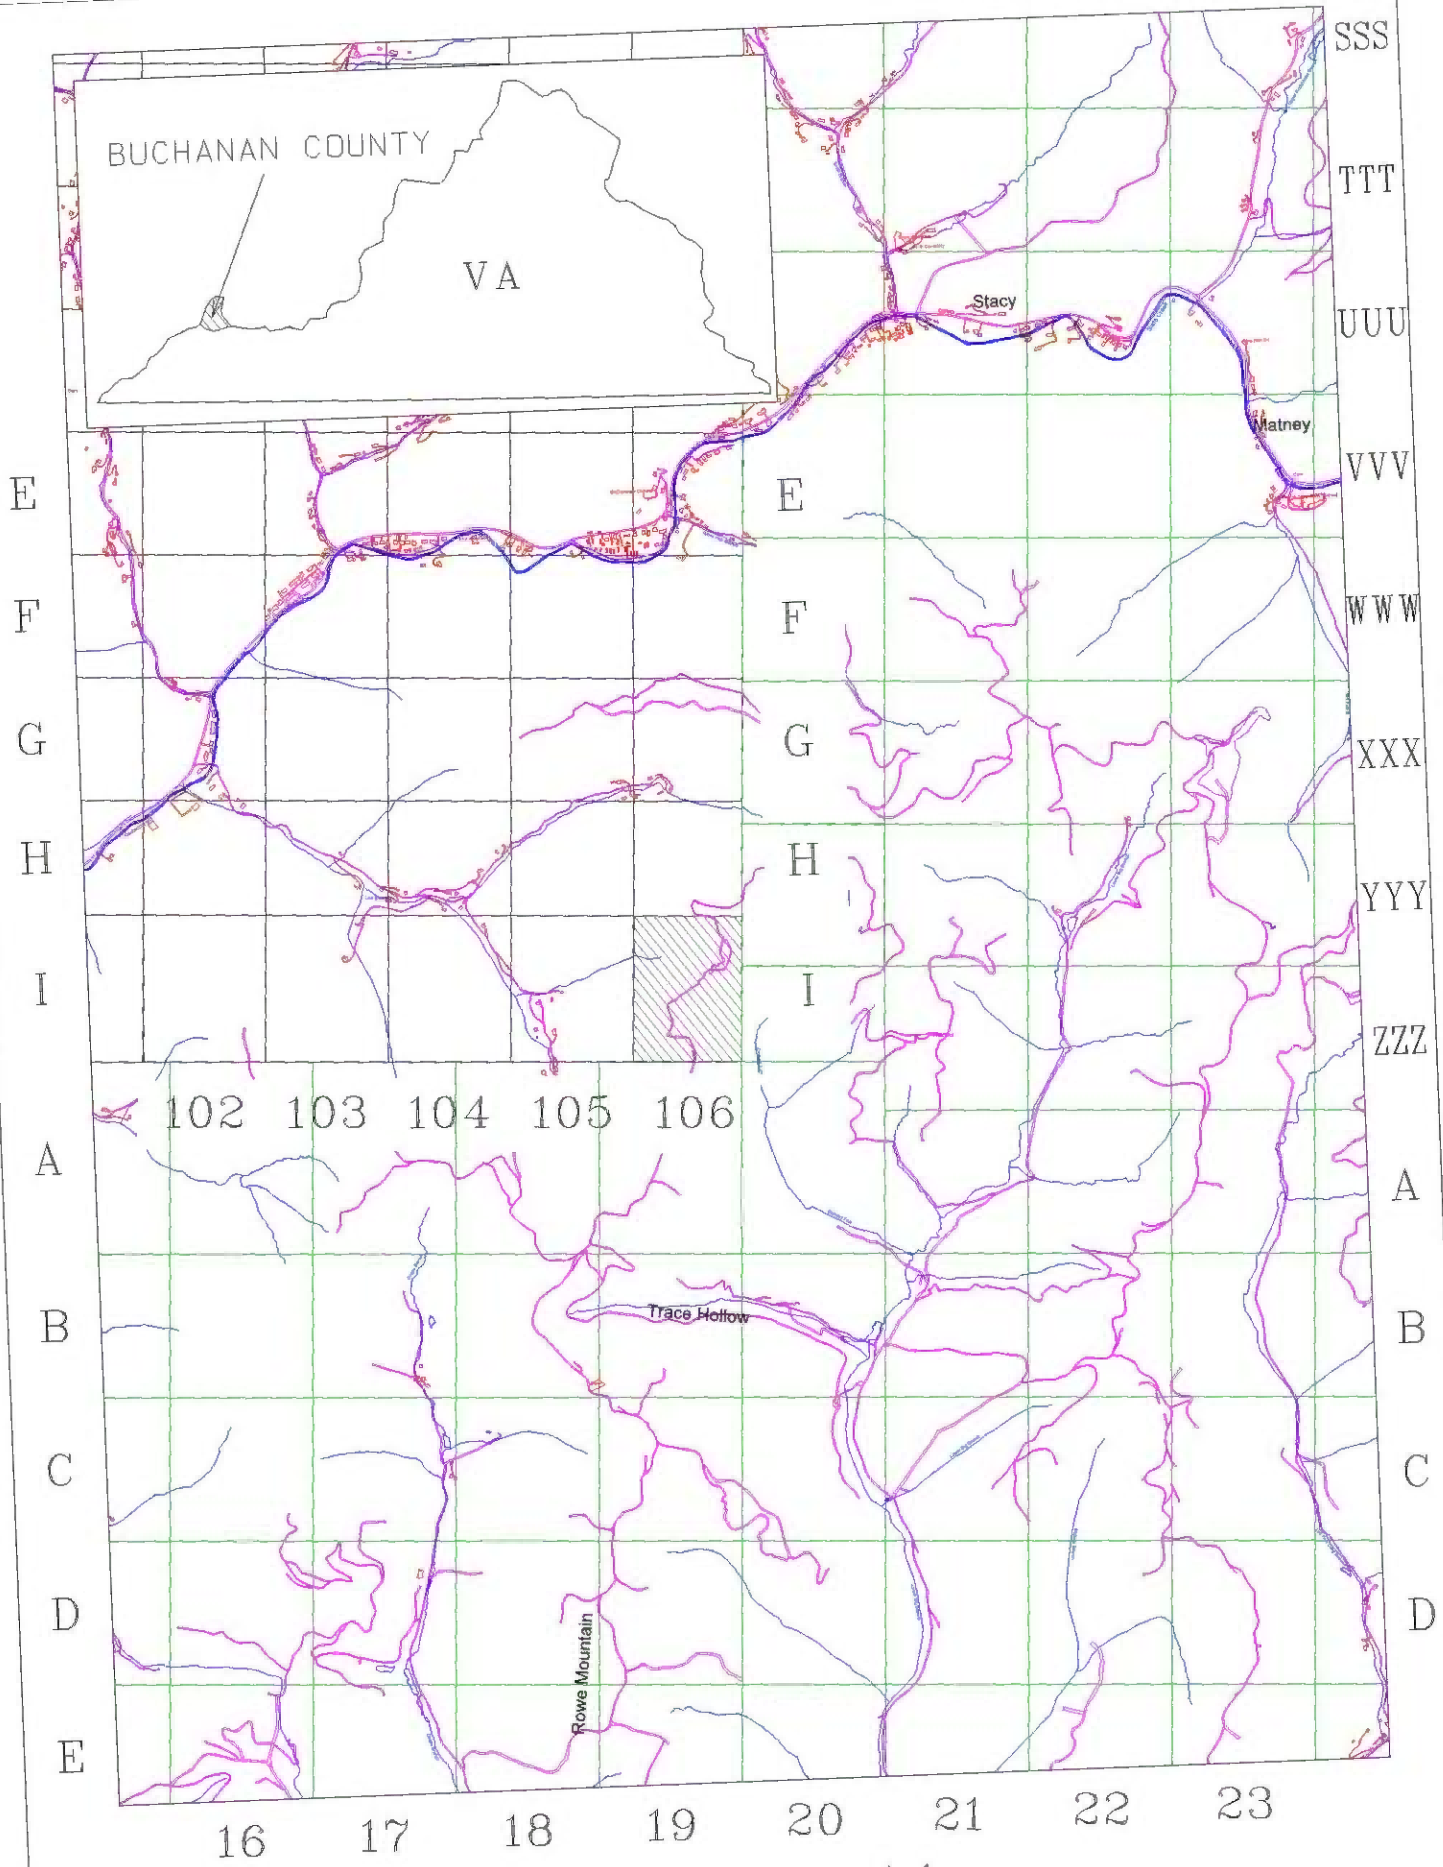 SSS
BUCHANAN COUNTY
TTT
VA
Stacy
UUU
Matney
VVV
E
E
F
F
WWW
G
G
XXX
H
H
YYY
I
I
ZZZ
102 103 104 105 106
A
A
Trace Hollow
B
B
C
C
D
D
Rowe Mountain
E
16 17 18 19 20 21 22 23